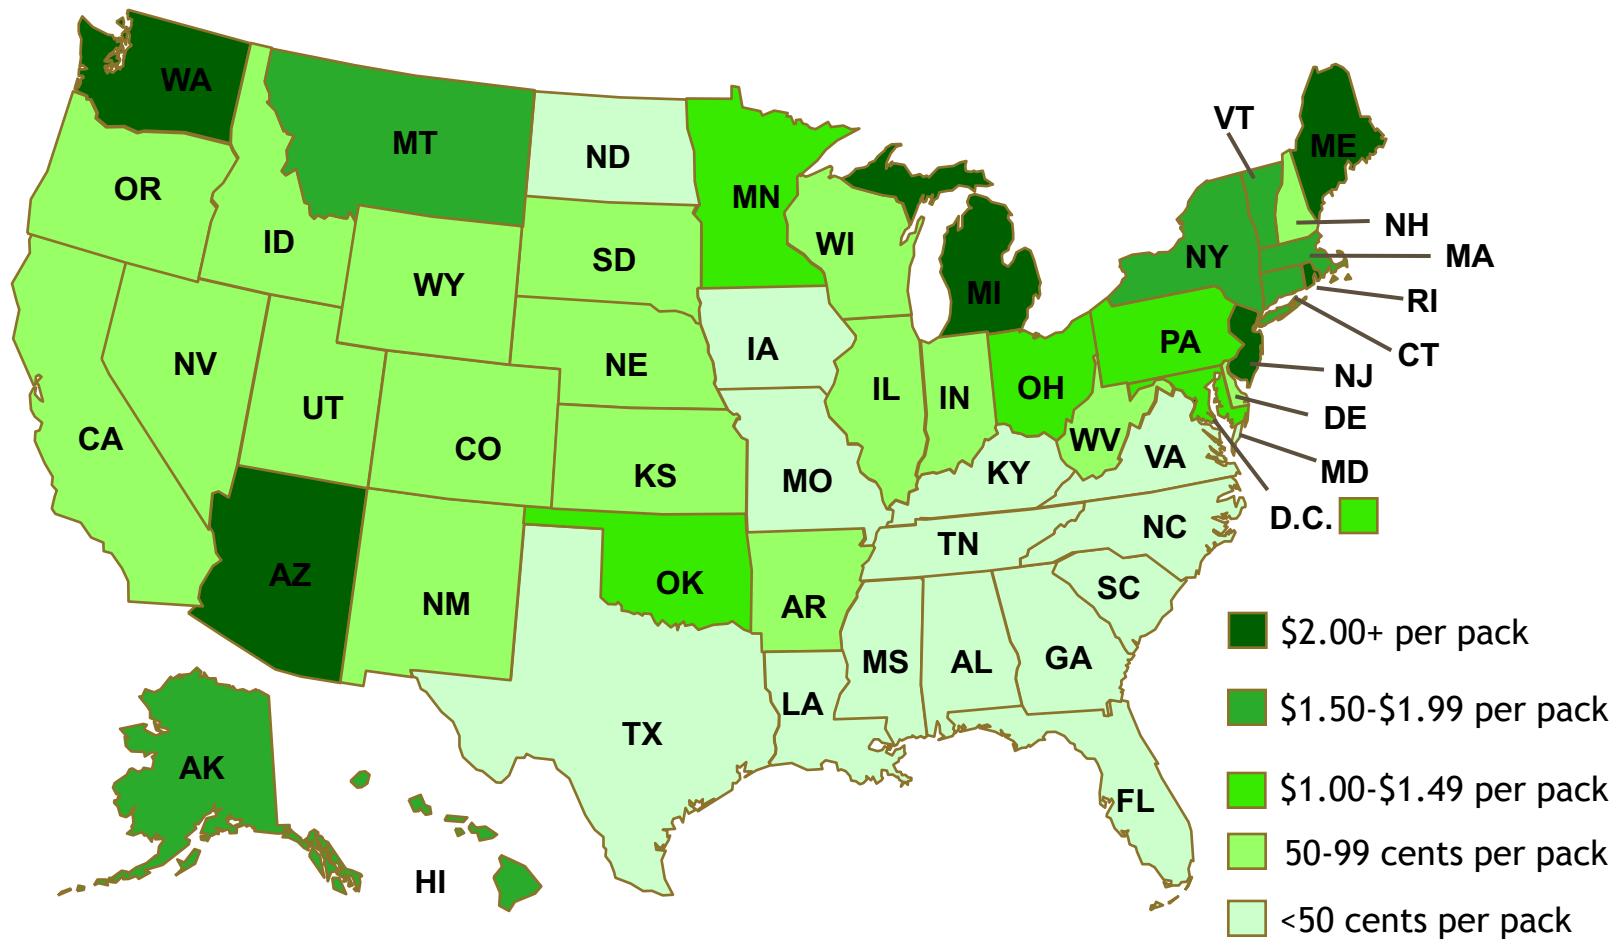 WA
MT
ND
MN
VT
ME
OR
ID
WY
SD
WI
MI
NY
NH
MA
RI
CT
NJ
DE
MD
D.C.
NV
UT
CA
CO
NE
KS
IA
MO
IL
IN
OH
PA
WV
VA
KY
TN
NC
SC
AZ
NM
OK
AR
TX
LA
MS
AL
GA
FL
AK
HI
$2.00+ per pack
$1.50-$1.99 per pack
$1.00-$1.49 per pack
50-99 cents per pack
<50 cents per pack